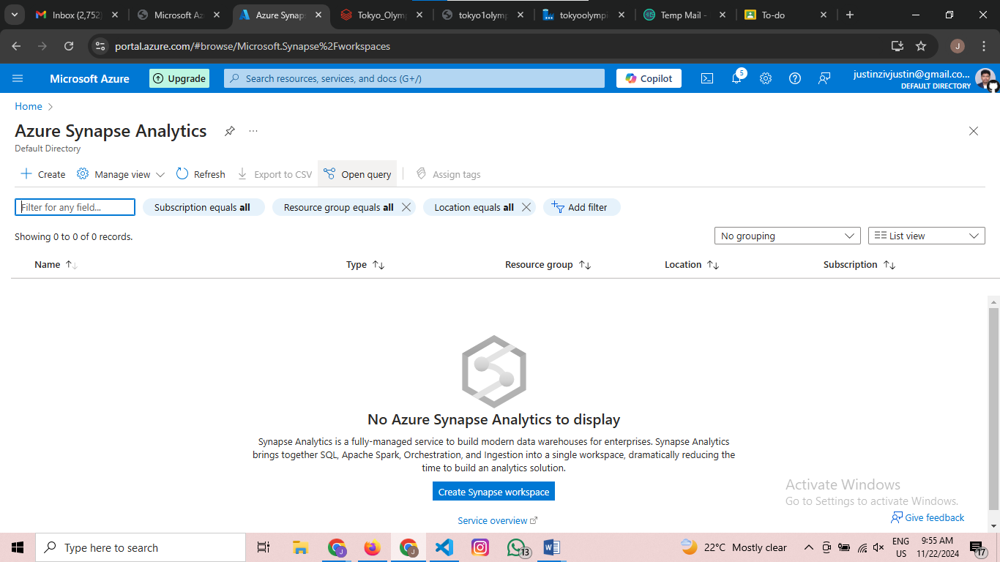 Inbox (2,752)
Microsoft Az
Azure Synaps
Tokyo_Olymp
tokyo1olymp
tokyoolympi
Temp Mail -
To-do
portal.azure.com/#browse/Microsoft.Synapse%2Fworkspaces
J
Microsoft Azure
Upgrade
Search resources, services, and docs (G+/)
Copilot
5
justinzivjustin@gmail.co...
DEFAULT DIRECTORY
Home
Azure Synapse Analytics
Default Directory
Create
Manage view
Refresh
Export to CSV
Open query
Assign tags
Filter for any field...
Subscription equals all
Resource group equals all
Location equals all
Add filter
Showing 0 to 0 of 0 records.
No grouping
List view
Name
Type
Resource group
Location
Subscription
No Azure Synapse Analytics to display
Synapse Analytics is a fully-managed service to build modern data warehouses for enterprises. Synapse Analytics
brings together SQL, Apache Spark, Orchestration, and Ingestion into a single workspace, dramatically reducing the
time to build an analytics solution.
Create Synapse workspace
Service overview
Activate Windows
Go to Settings to activate Windows.
Give feedback
Type here to search
J
J
13
22°C Mostly clear
ENG
US
9:55 AM
11/22/2024
17